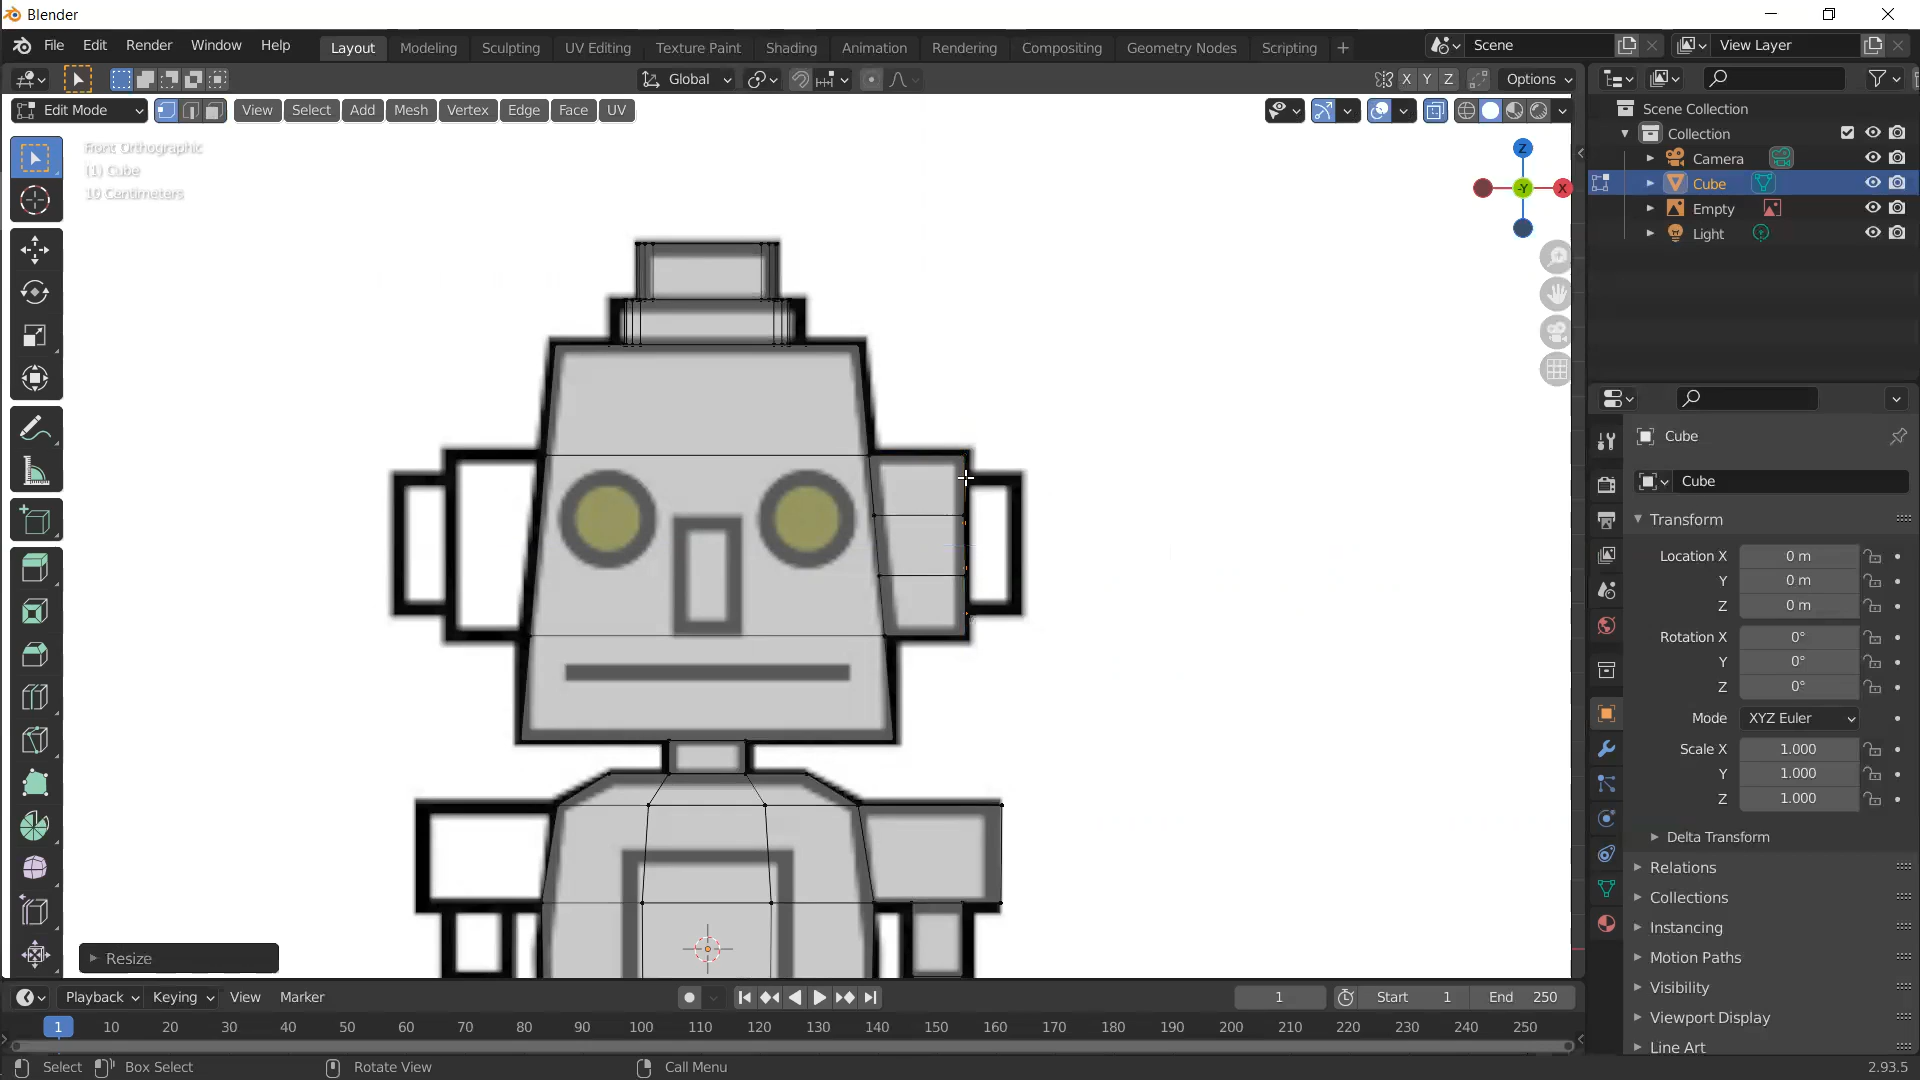 Blender
File Edit Render Window Help Layout Modeling Sculpting UV Editing Texture Paint Shading Animation Rendering Compositing Geometry Nodes Scripting + Scene View Layer
Global X Y Z Options
Edit Mode View Select Add Mesh Vertex Edge Face UV
Front Orthographic
(1) Cube
10 Centimeters
Z
-Y
X
Resize
Scene Collection
Collection
Camera
Cube
Empty
Light
Cube
Cube
Transform
Location X 0 m
Y 0 m
Z 0 m
Rotation X 0°
Y 0°
Z 0°
Mode XYZ Euler
Scale X 1.000
Y 1.000
Z 1.000
Delta Transform
Relations
Collections
Instancing
Motion Paths
Visibility
Viewport Display
Line Art
Playback Keying View Marker 1 Start 1 End 250
1 10 20 30 40 50 60 70 80 90 100 110 120 130 140 150 160 170 180 190 200 210 220 230 240 250
Select Box Select Rotate View Call Menu 2.93.5